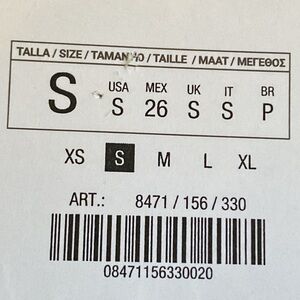 TALLA / SIZE / TAMANHO / TAILLE / MAAT / ΜΕΓΕΘΟΣ
S USA MEX UK IT BR
S 26 S S P
XS S M L XL
ART.: 8471 / 156 / 330
08471156330020